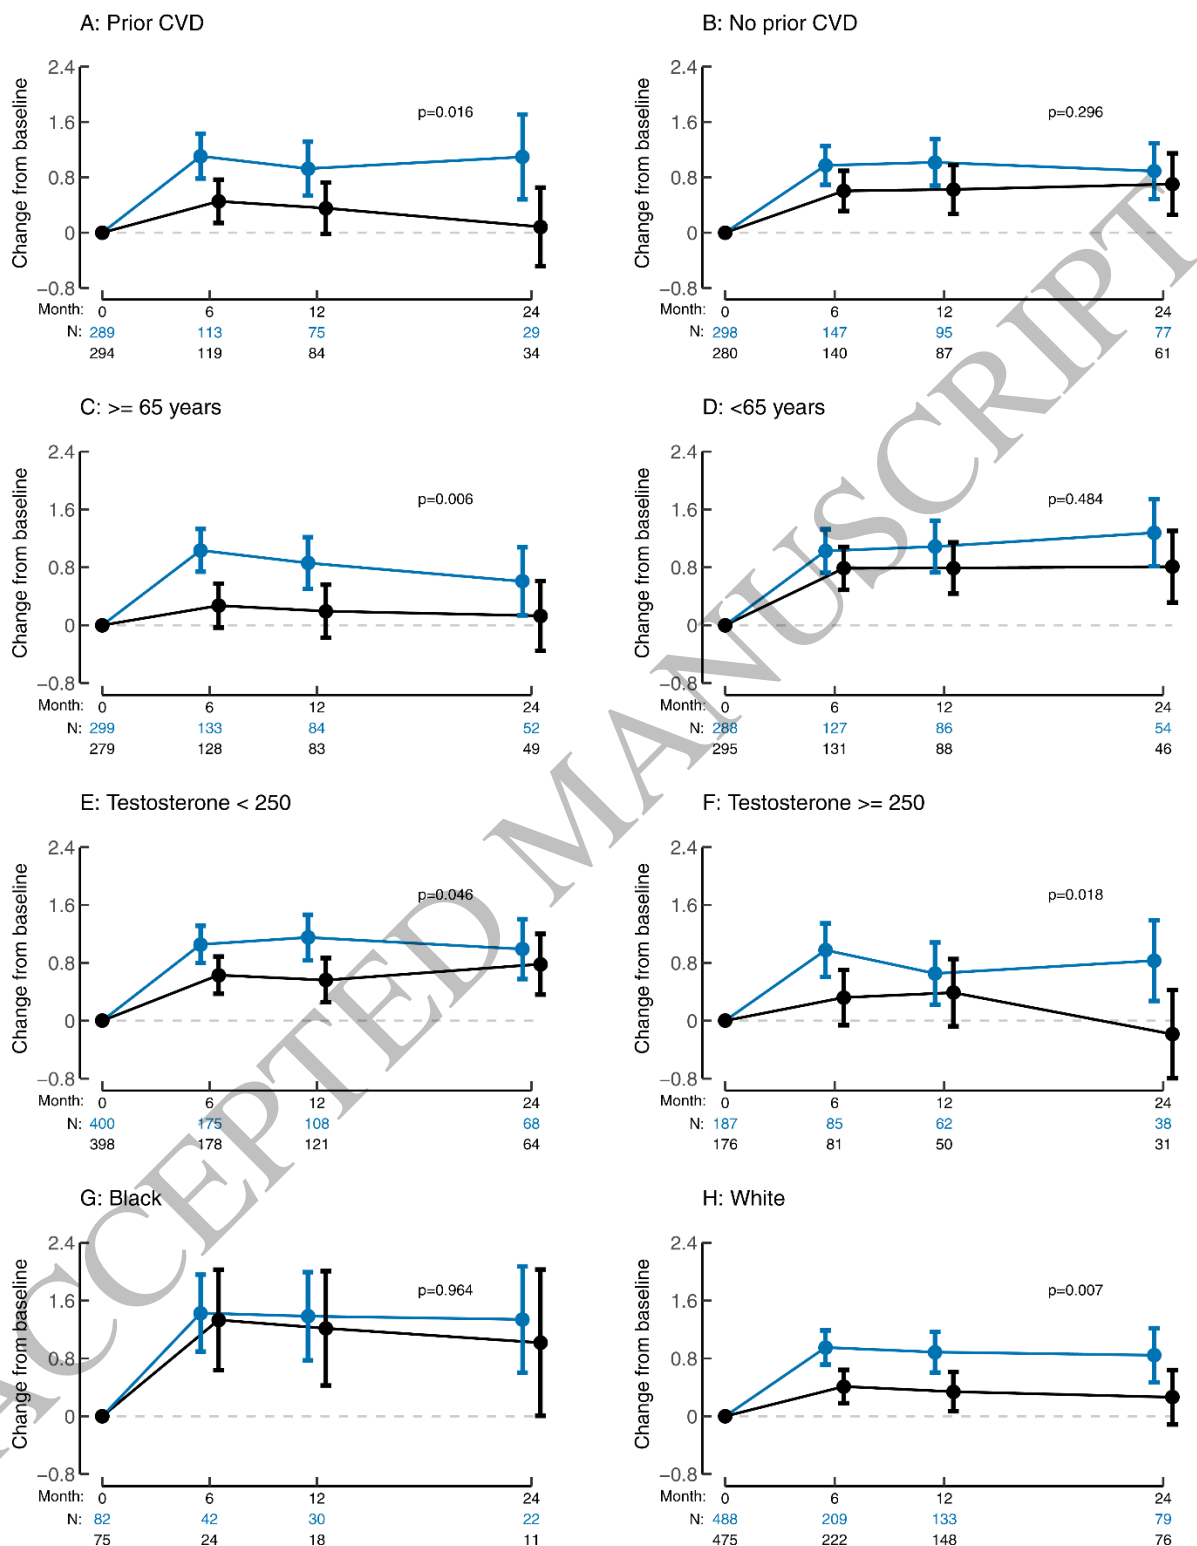 A: Prior CVD
Change from baseline
2.4
1.6
0.8
0
−0.8
p=0.016
Month: 0 6 12 24
N: 289 113 75 29
294 119 84 34
B: No prior CVD
Change from baseline
2.4
1.6
0.8
0
−0.8
p=0.296
Month: 0 6 12 24
N: 298 147 95 77
280 140 87 61
C: >= 65 years
Change from baseline
2.4
1.6
0.8
0
−0.8
p=0.006
Month: 0 6 12 24
N: 299 133 84 52
279 128 83 49
D: <65 years
Change from baseline
2.4
1.6
0.8
0
−0.8
p=0.484
Month: 0 6 12 24
N: 288 127 86 54
295 131 88 46
E: Testosterone < 250
Change from baseline
2.4
1.6
0.8
0
−0.8
p=0.046
Month: 0 6 12 24
N: 400 175 108 68
398 178 121 64
F: Testosterone >= 250
Change from baseline
2.4
1.6
0.8
0
−0.8
p=0.018
Month: 0 6 12 24
N: 187 85 62 38
176 81 50 31
G: Black
Change from baseline
2.4
1.6
0.8
0
−0.8
p=0.964
Month: 0 6 12 24
N: 82 42 30 22
75 24 18 11
H: White
Change from baseline
2.4
1.6
0.8
0
−0.8
p=0.007
Month: 0 6 12 24
N: 488 209 133 79
475 222 148 76
ACCEPTED MANUSCRIPT